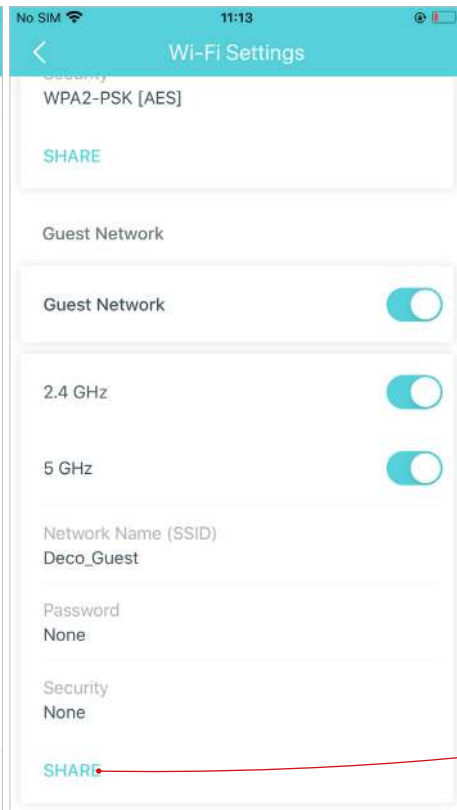 No SIM 11:13
Wi-Fi Settings
Security
WPA2-PSK [AES]
SHARE
Guest Network
Guest Network
2.4 GHz
5 GHz
Network Name (SSID)
Deco_Guest
Password
None
Security
None
SHARE